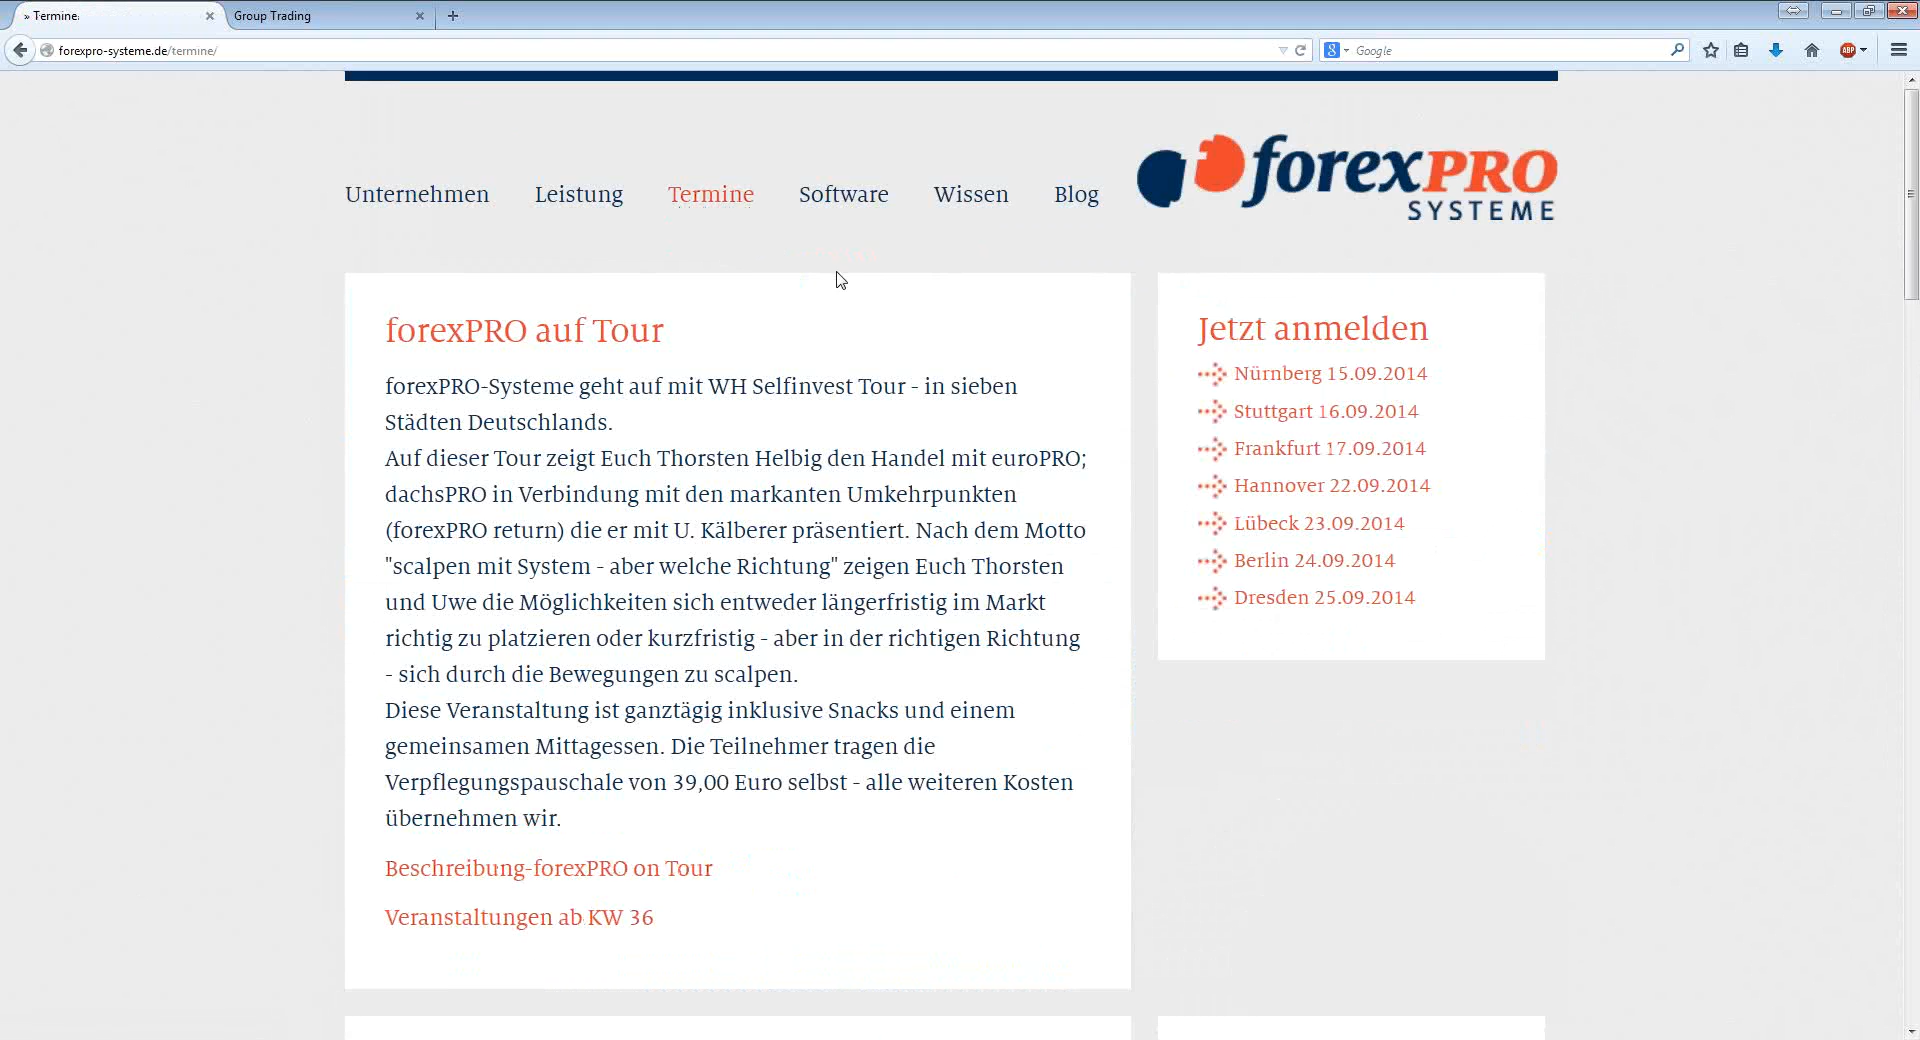 » Termine
Group Trading
forexpro-systeme.de/termine/
Google
ABP
Unternehmen
Leistung
Termine
Software
Wissen
Blog
forexPRO
SYSTEME
forexPRO auf Tour
forexPRO-Systeme geht auf mit WH Selfinvest Tour - in sieben
Städten Deutschlands.
Auf dieser Tour zeigt Euch Thorsten Helbig den Handel mit euroPRO;
dachsPRO in Verbindung mit den markanten Umkehrpunkten
(forexPRO return) die er mit U. Kälberer präsentiert. Nach dem Motto
"scalpen mit System - aber welche Richtung" zeigen Euch Thorsten
und Uwe die Möglichkeiten sich entweder längerfristig im Markt
richtig zu platzieren oder kurzfristig - aber in der richtigen Richtung
- sich durch die Bewegungen zu scalpen.
Diese Veranstaltung ist ganztägig inklusive Snacks und einem
gemeinsamen Mittagessen. Die Teilnehmer tragen die
Verpflegungspauschale von 39,00 Euro selbst - alle weiteren Kosten
übernehmen wir.
Beschreibung-forexPRO on Tour
Veranstaltungen ab KW 36
Jetzt anmelden
Nürnberg 15.09.2014
Stuttgart 16.09.2014
Frankfurt 17.09.2014
Hannover 22.09.2014
Lübeck 23.09.2014
Berlin 24.09.2014
Dresden 25.09.2014